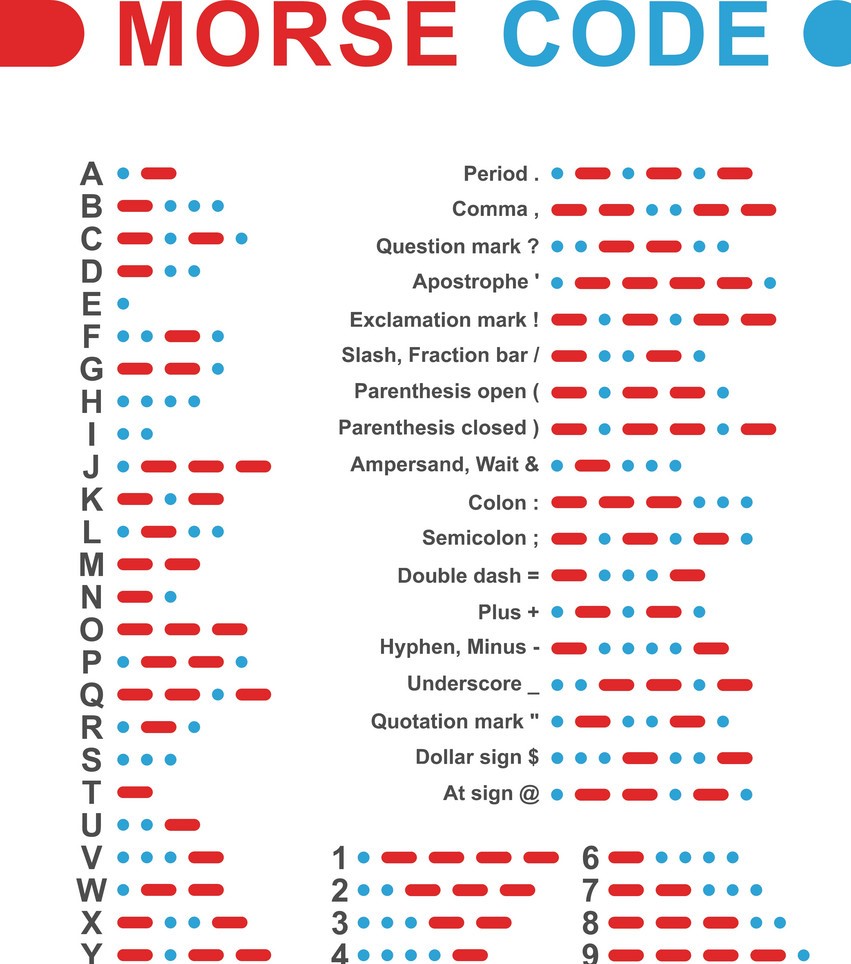 MORSE CODE
A
B
C
D
E
F
G
H
I
J
K
L
M
N
O
P
Q
R
S
T
U
V
W
X
Y
Period .
Comma ,
Question mark ?
Apostrophe '
Exclamation mark !
Slash, Fraction bar /
Parenthesis open (
Parenthesis closed )
Ampersand, Wait &
Colon :
Semicolon ;
Double dash =
Plus +
Hyphen, Minus -
Underscore _
Quotation mark "
Dollar sign $
At sign @
1
2
3
4
6
7
8
9